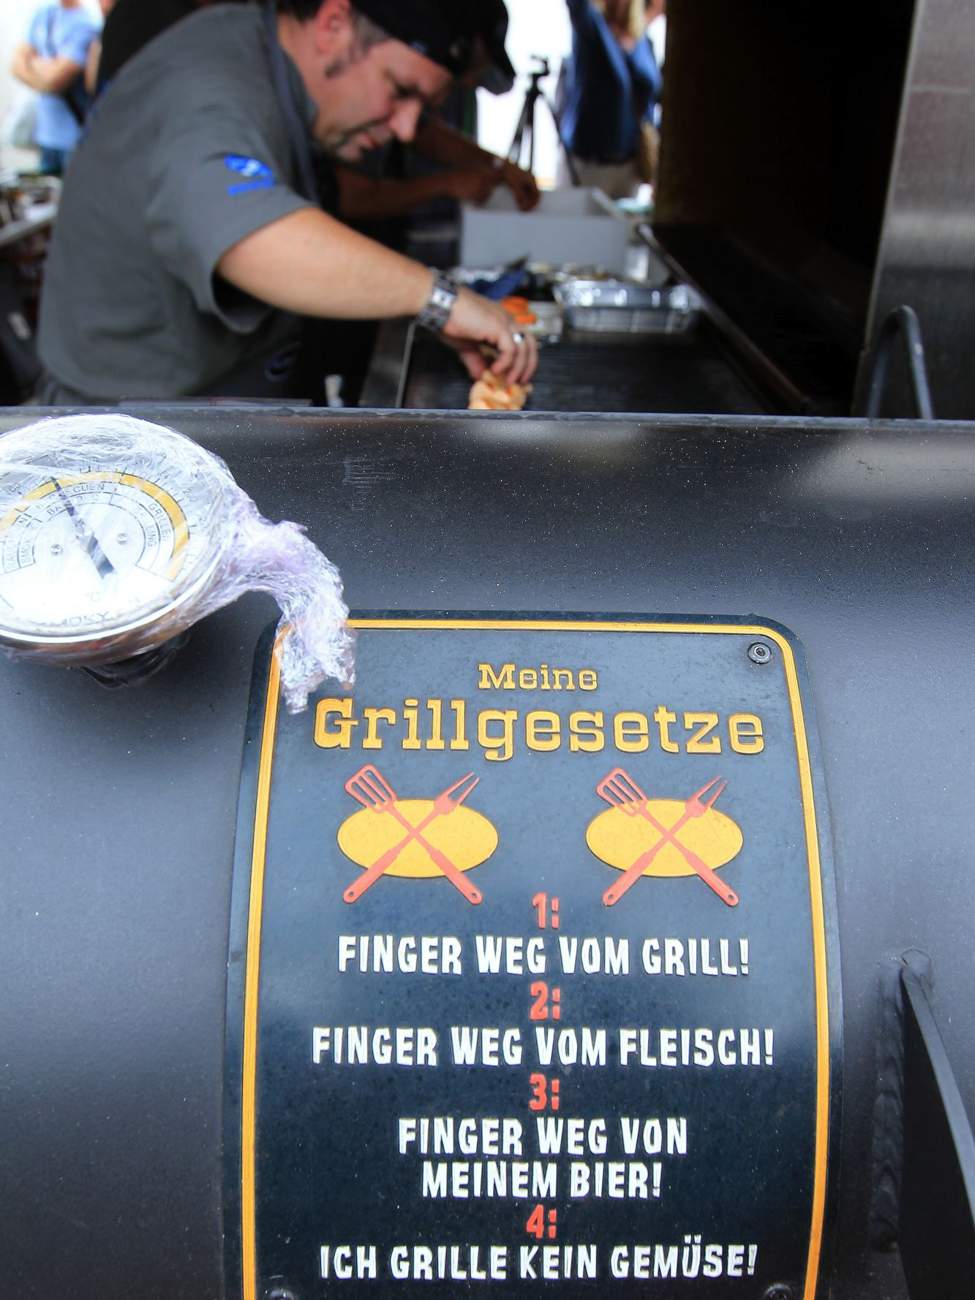 Meine
Grillgesetze
1:
FINGER WEG VOM GRILL!
2:
FINGER WEG VOM FLEISCH!
3:
FINGER WEG VON
MEINEM BIER!
4:
ICH GRILLE KEIN GEMÜSE!